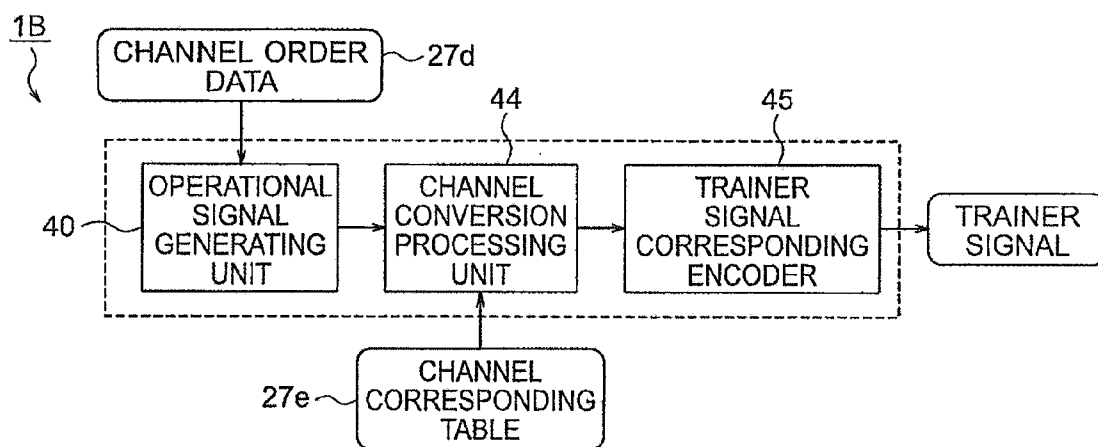 1B
CHANNEL ORDER
DATA
27d
44
45
40
OPERATIONAL
SIGNAL
GENERATING
UNIT
CHANNEL
CONVERSION
PROCESSING
UNIT
TRAINER
SIGNAL
CORRESPONDING
ENCODER
TRAINER
SIGNAL
27e
CHANNEL
CORRESPONDING
TABLE